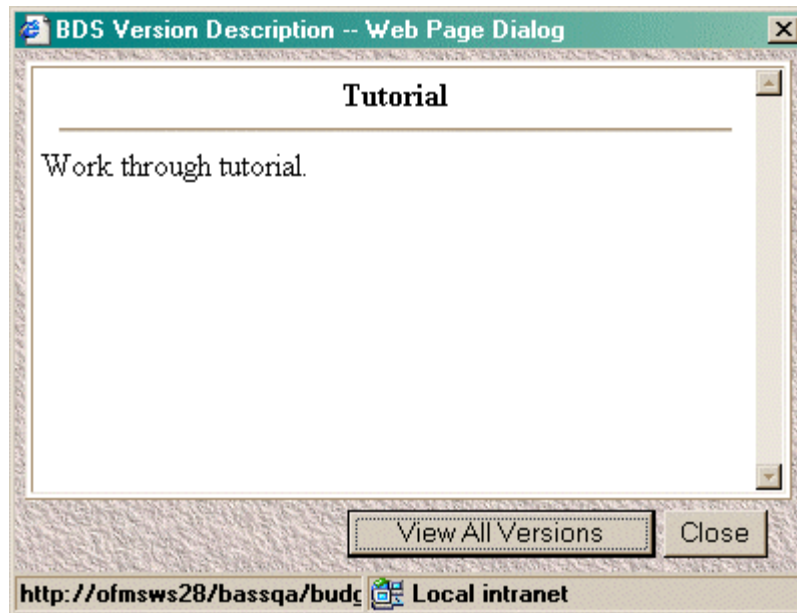 BDS Version Description -- Web Page Dialog
Tutorial
Work through tutorial.
View All Versions
Close
http://ofmsws28/bassqa/budg
Local intranet